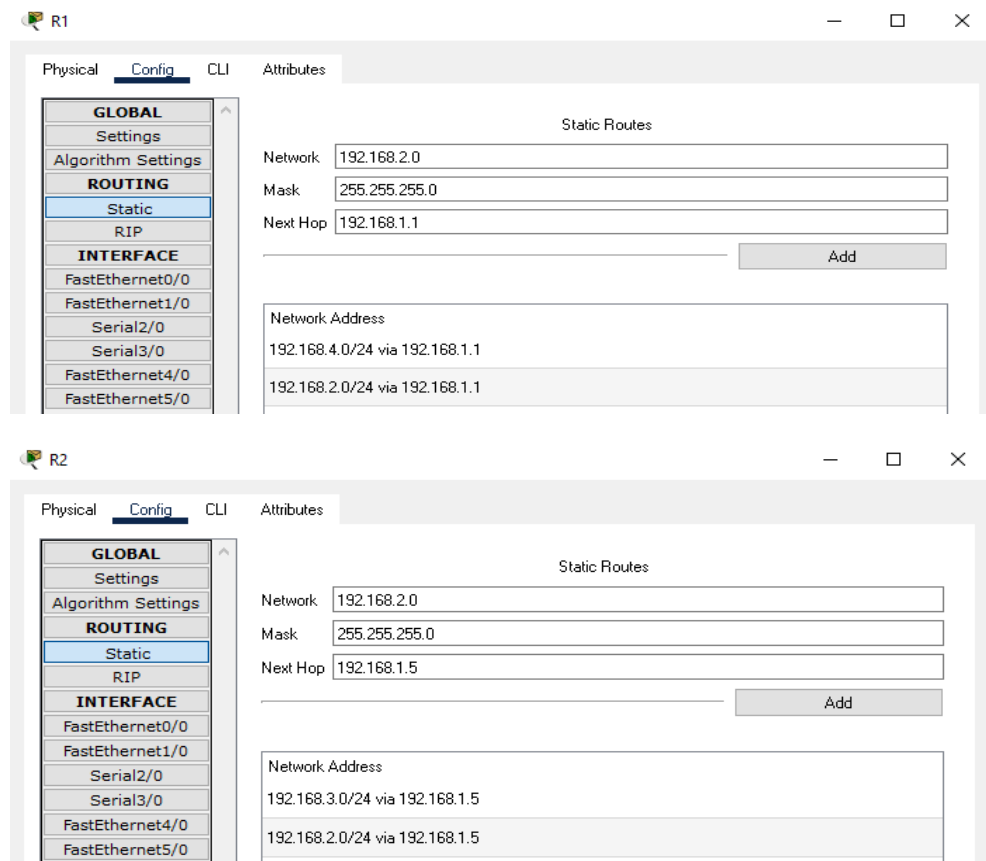 R1
Physical Config CLI Attributes
GLOBAL
Settings
Algorithm Settings
ROUTING
Static
RIP
INTERFACE
FastEthernet0/0
FastEthernet1/0
Serial2/0
Serial3/0
FastEthernet4/0
FastEthernet5/0
Static Routes
Network 192.168.2.0
Mask 255.255.255.0
Next Hop 192.168.1.1
Add
Network Address
192.168.4.0/24 via 192.168.1.1
192.168.2.0/24 via 192.168.1.1
R2
Physical Config CLI Attributes
GLOBAL
Settings
Algorithm Settings
ROUTING
Static
RIP
INTERFACE
FastEthernet0/0
FastEthernet1/0
Serial2/0
Serial3/0
FastEthernet4/0
FastEthernet5/0
Static Routes
Network 192.168.2.0
Mask 255.255.255.0
Next Hop 192.168.1.5
Add
Network Address
192.168.3.0/24 via 192.168.1.5
192.168.2.0/24 via 192.168.1.5